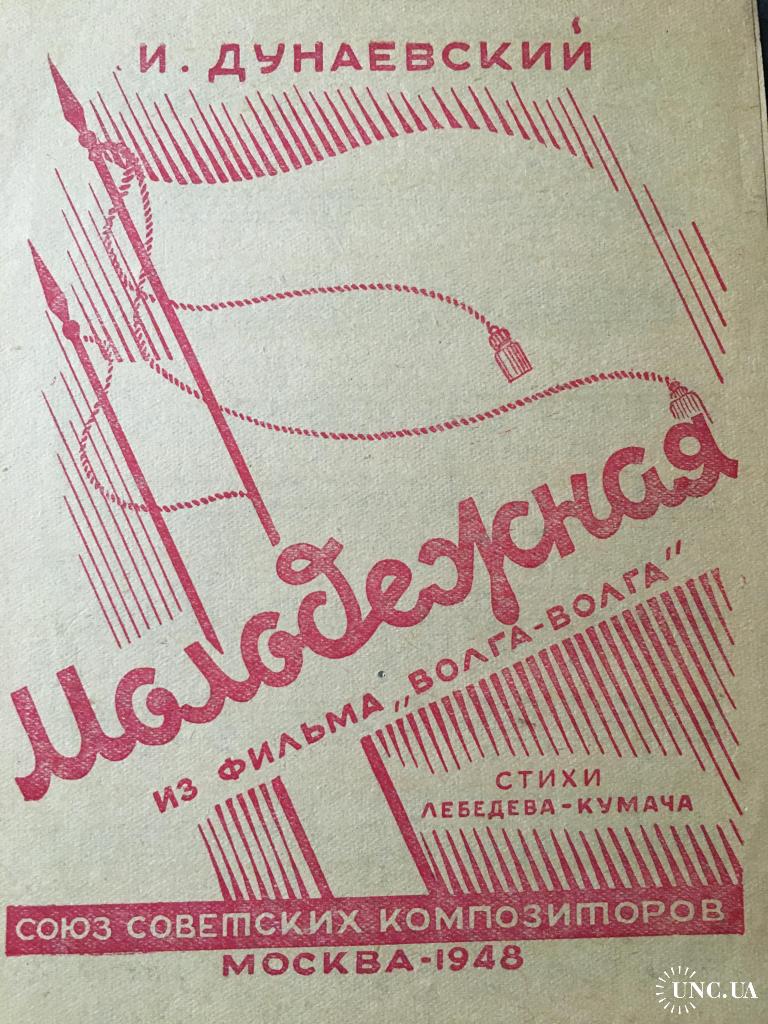 И. ДУНАЕВСКИЙ
Молодежная
ИЗ ФИЛЬМА „ВОЛГА-ВОЛГА"
СТИХИ
ЛЕБЕДЕВА-КУМАЧА
СОЮЗ СОВЕТСКИХ КОМПОЗИТОРОВ
МОСКВА-1948
UNC.UA